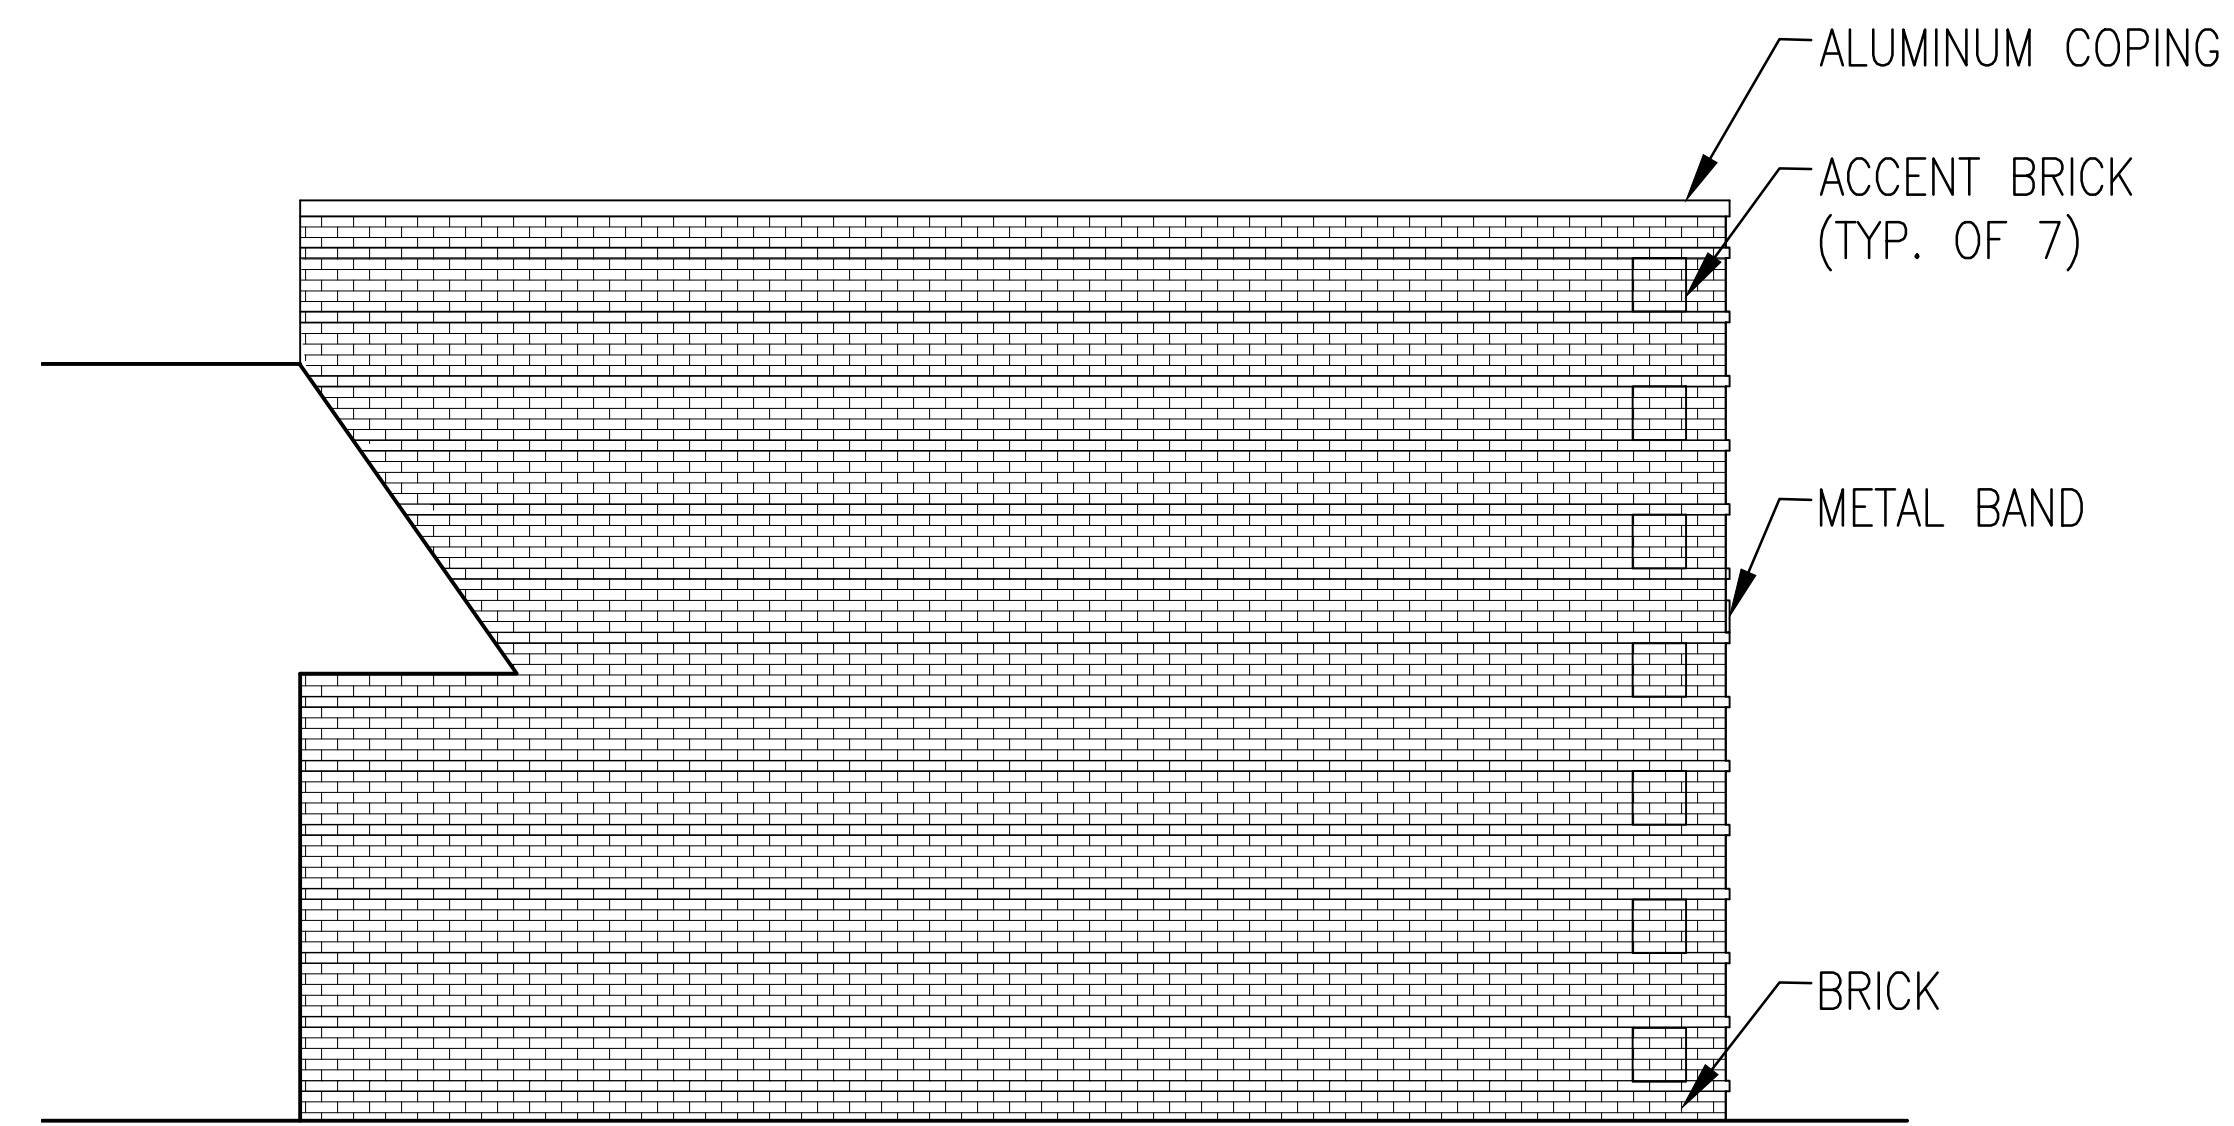 ALUMINUM COPING
ACCENT BRICK
(TYP. OF 7)
METAL BAND
BRICK